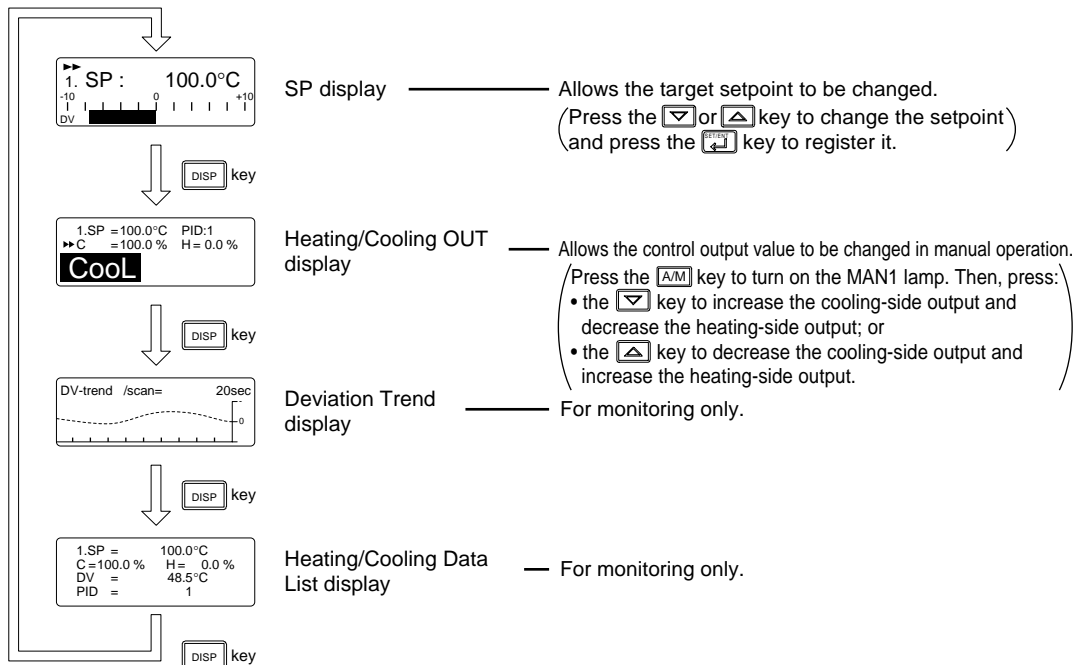 1. SP : 100.0°C
-10 0 +10
DV
SP display
Allows the target setpoint to be changed.
Press the or key to change the setpoint
and press the SET/ENT key to register it.
DISP key
1.SP =100.0°C PID:1
C =100.0 % H= 0.0 %
CooL
Heating/Cooling OUT
display
Allows the control output value to be changed in manual operation.
Press the A/M key to turn on the MAN1 lamp. Then, press:
• the key to increase the cooling-side output and
decrease the heating-side output; or
• the key to decrease the cooling-side output and
increase the heating-side output.
DISP key
DV-trend /scan= 20sec
0
Deviation Trend
display
For monitoring only.
DISP key
1.SP = 100.0°C
C=100.0 % H= 0.0 %
DV = 48.5°C
PID = 1
Heating/Cooling Data
List display
For monitoring only.
DISP key